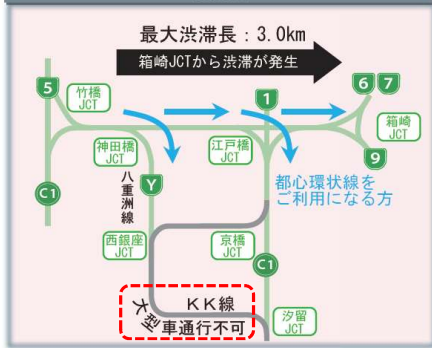 最大渋滞長：3.0km
箱崎JCTから渋滞が発生
5
竹橋
JCT
1
6 7
箱崎
JCT
神田橋
JCT
江戸橋
JCT
9
C1
八重洲線
Y
都心環状線を
ご利用になる方
西銀座
JCT
京橋
JCT
C1
KK線
大型車通行不可
汐留
JCT